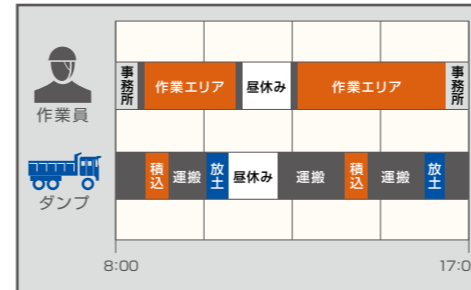 事務所
作業エリア
昼休み
作業エリア
事務所
作業員
積込
運搬
放土
昼休み
運搬
積込
運搬
放土
ダンプ
8:00
17:0